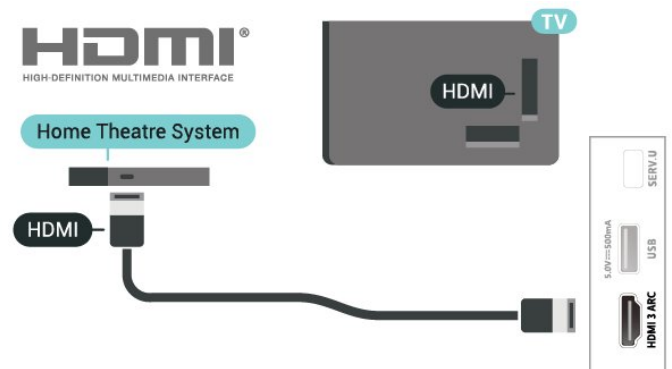 HDMI®
HIGH-DEFINITION MULTIMEDIA INTERFACE
TV
HDMI
Home Theatre System
HDMI
SERV.U
5.0V⎓500mA
USB
HDMI 3 ARC